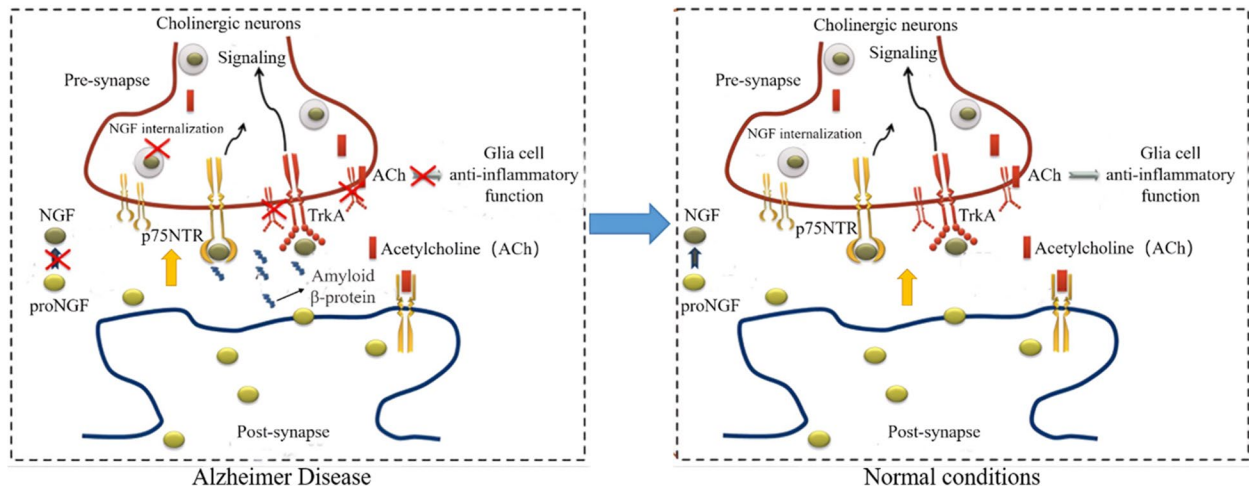 Cholinergic neurons
Signaling
Pre-synapse
NGF internalization
ACh
Glia cell
anti-inflammatory
function
NGF
p75NTR
TrkA
Acetylcholine (ACh)
Amyloid
β-protein
proNGF
Post-synapse
Alzheimer Disease
Cholinergic neurons
Signaling
Pre-synapse
NGF internalization
ACh
Glia cell
anti-inflammatory
function
NGF
p75NTR
TrkA
Acetylcholine (ACh)
proNGF
Post-synapse
Normal conditions